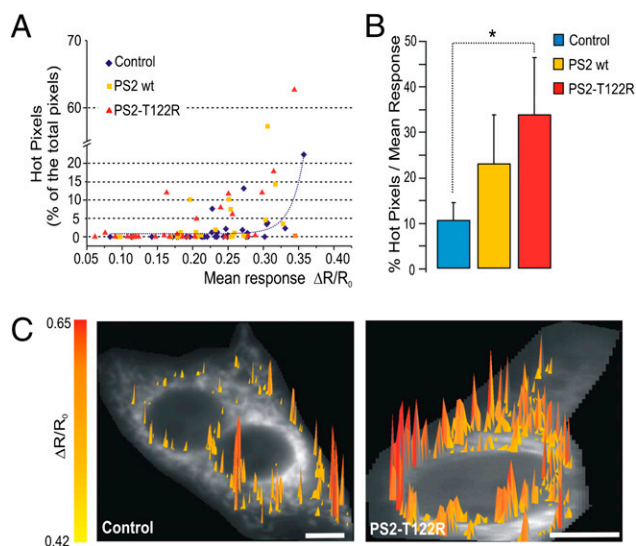 A
70
60
20
15
10
5
0
Hot Pixels
(% of the total pixels)
Control
PS2 wt
PS2-T122R
0.05 0.10 0.15 0.20 0.25 0.30 0.35 0.40
Mean response ΔR/R₀
B
*
50
40
30
20
10
0
% Hot Pixels / Mean Response
Control
PS2 wt
PS2-T122R
C
0.65
ΔR/R₀
0.42
Control
PS2-T122R